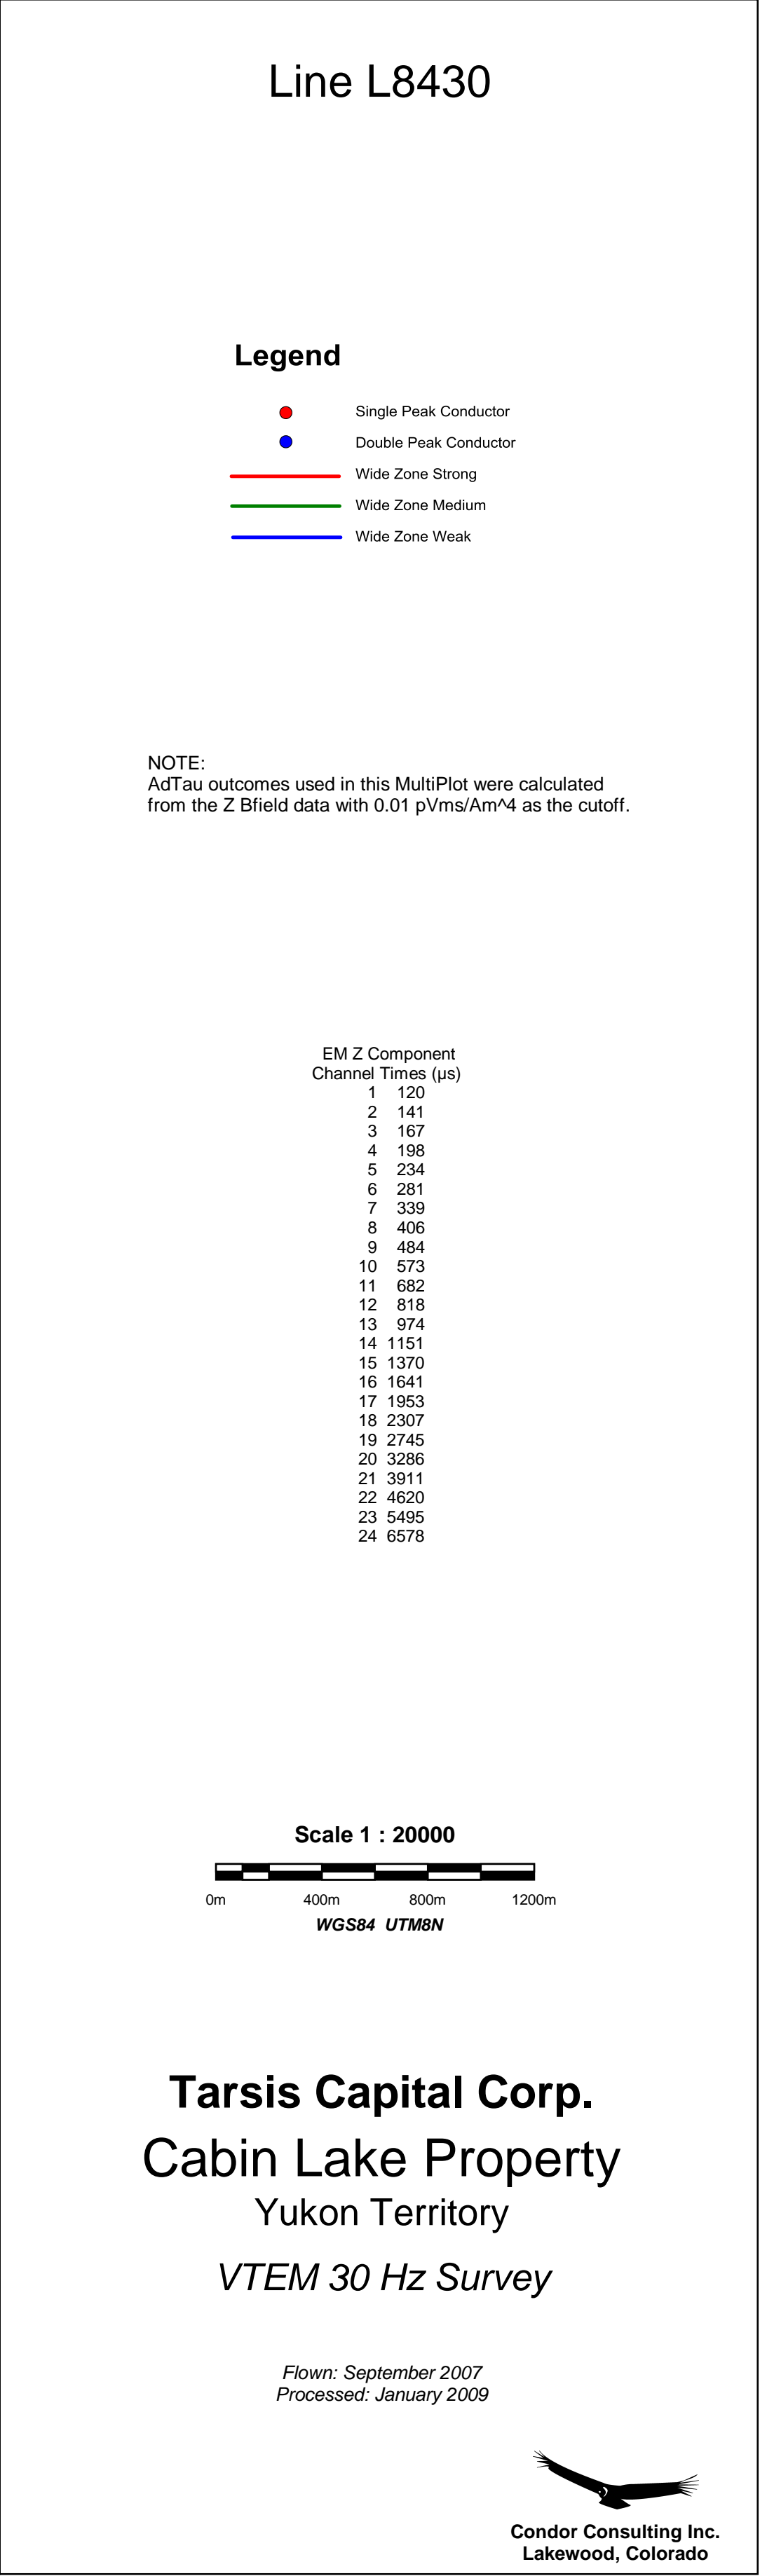 Line L8430
Legend
Single Peak Conductor
Double Peak Conductor
Wide Zone Strong
Wide Zone Medium
Wide Zone Weak
NOTE:
AdTau outcomes used in this MultiPlot were calculated
from the Z Bfield data with 0.01 pVms/Am^4 as the cutoff.
EM Z Component
Channel Times (µs)
1 120
2 141
3 167
4 198
5 234
6 281
7 339
8 406
9 484
10 573
11 682
12 818
13 974
14 1151
15 1370
16 1641
17 1953
18 2307
19 2745
20 3286
21 3911
22 4620
23 5495
24 6578
Scale 1 : 20000
0m 400m 800m 1200m
WGS84 UTM8N
Tarsis Capital Corp.
Cabin Lake Property
Yukon Territory
VTEM 30 Hz Survey
Flown: September 2007
Processed: January 2009
Condor Consulting Inc.
Lakewood, Colorado